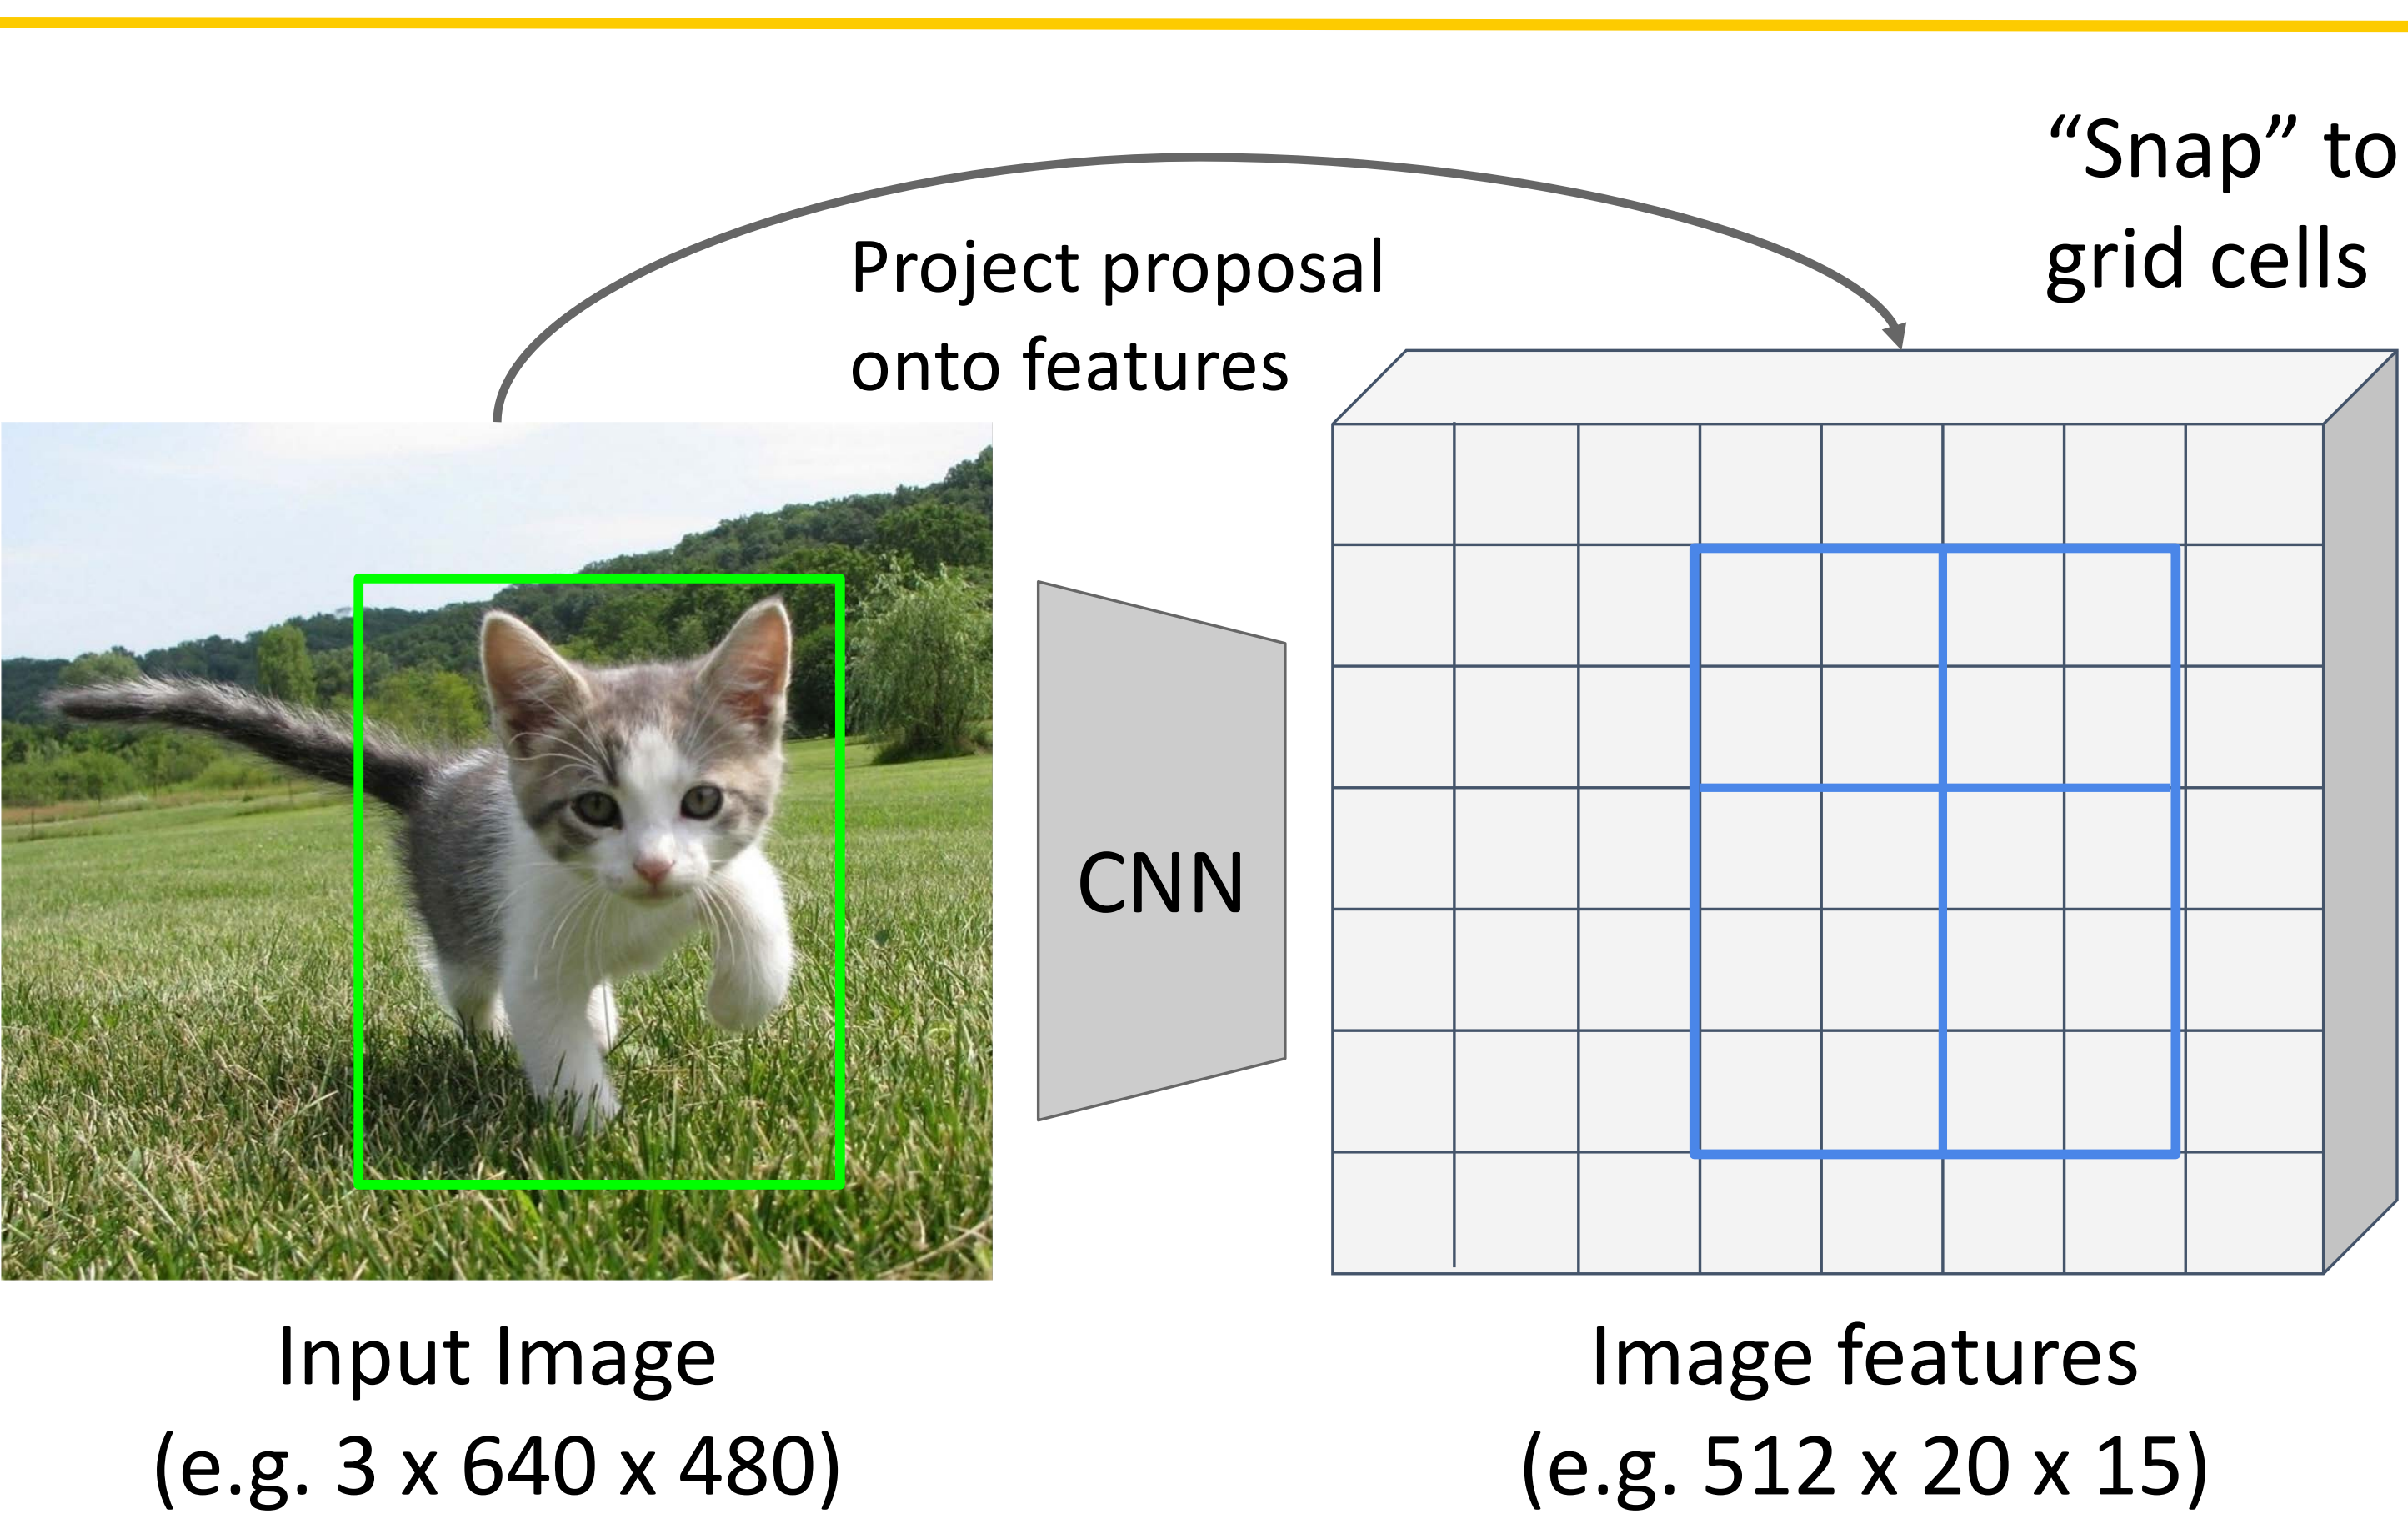 “Snap” to
grid cells
Project proposal
onto features
CNN
Input Image
(e.g. 3 x 640 x 480)
Image features
(e.g. 512 x 20 x 15)